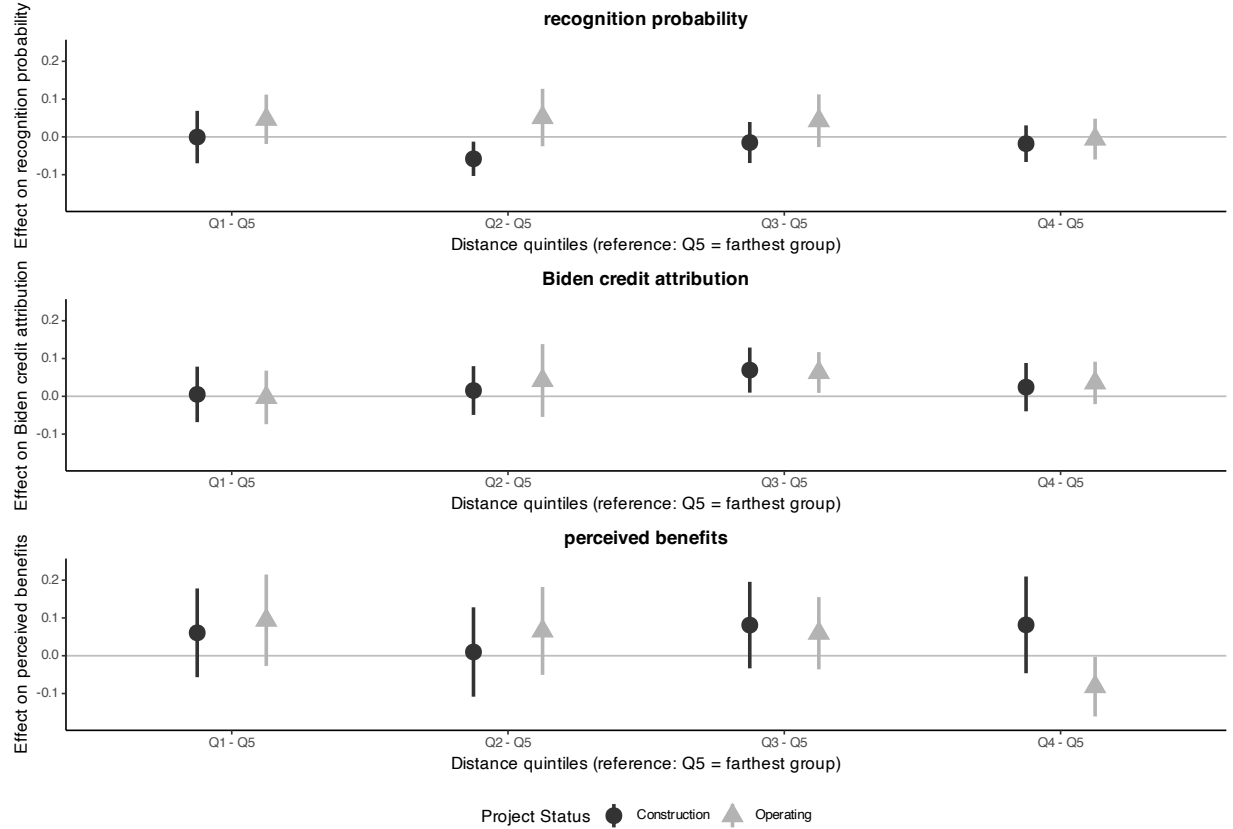 recognition probability
Effect on recognition probability
0.2
0.1
0.0
-0.1
Q1 - Q5
Q2 - Q5
Q3 - Q5
Q4 - Q5
Distance quintiles (reference: Q5 = farthest group)
Biden credit attribution
Effect on Biden credit attribution
0.2
0.1
0.0
-0.1
Q1 - Q5
Q2 - Q5
Q3 - Q5
Q4 - Q5
Distance quintiles (reference: Q5 = farthest group)
perceived benefits
Effect on perceived benefits
0.2
0.1
0.0
-0.1
Q1 - Q5
Q2 - Q5
Q3 - Q5
Q4 - Q5
Distance quintiles (reference: Q5 = farthest group)
Project Status Construction Operating